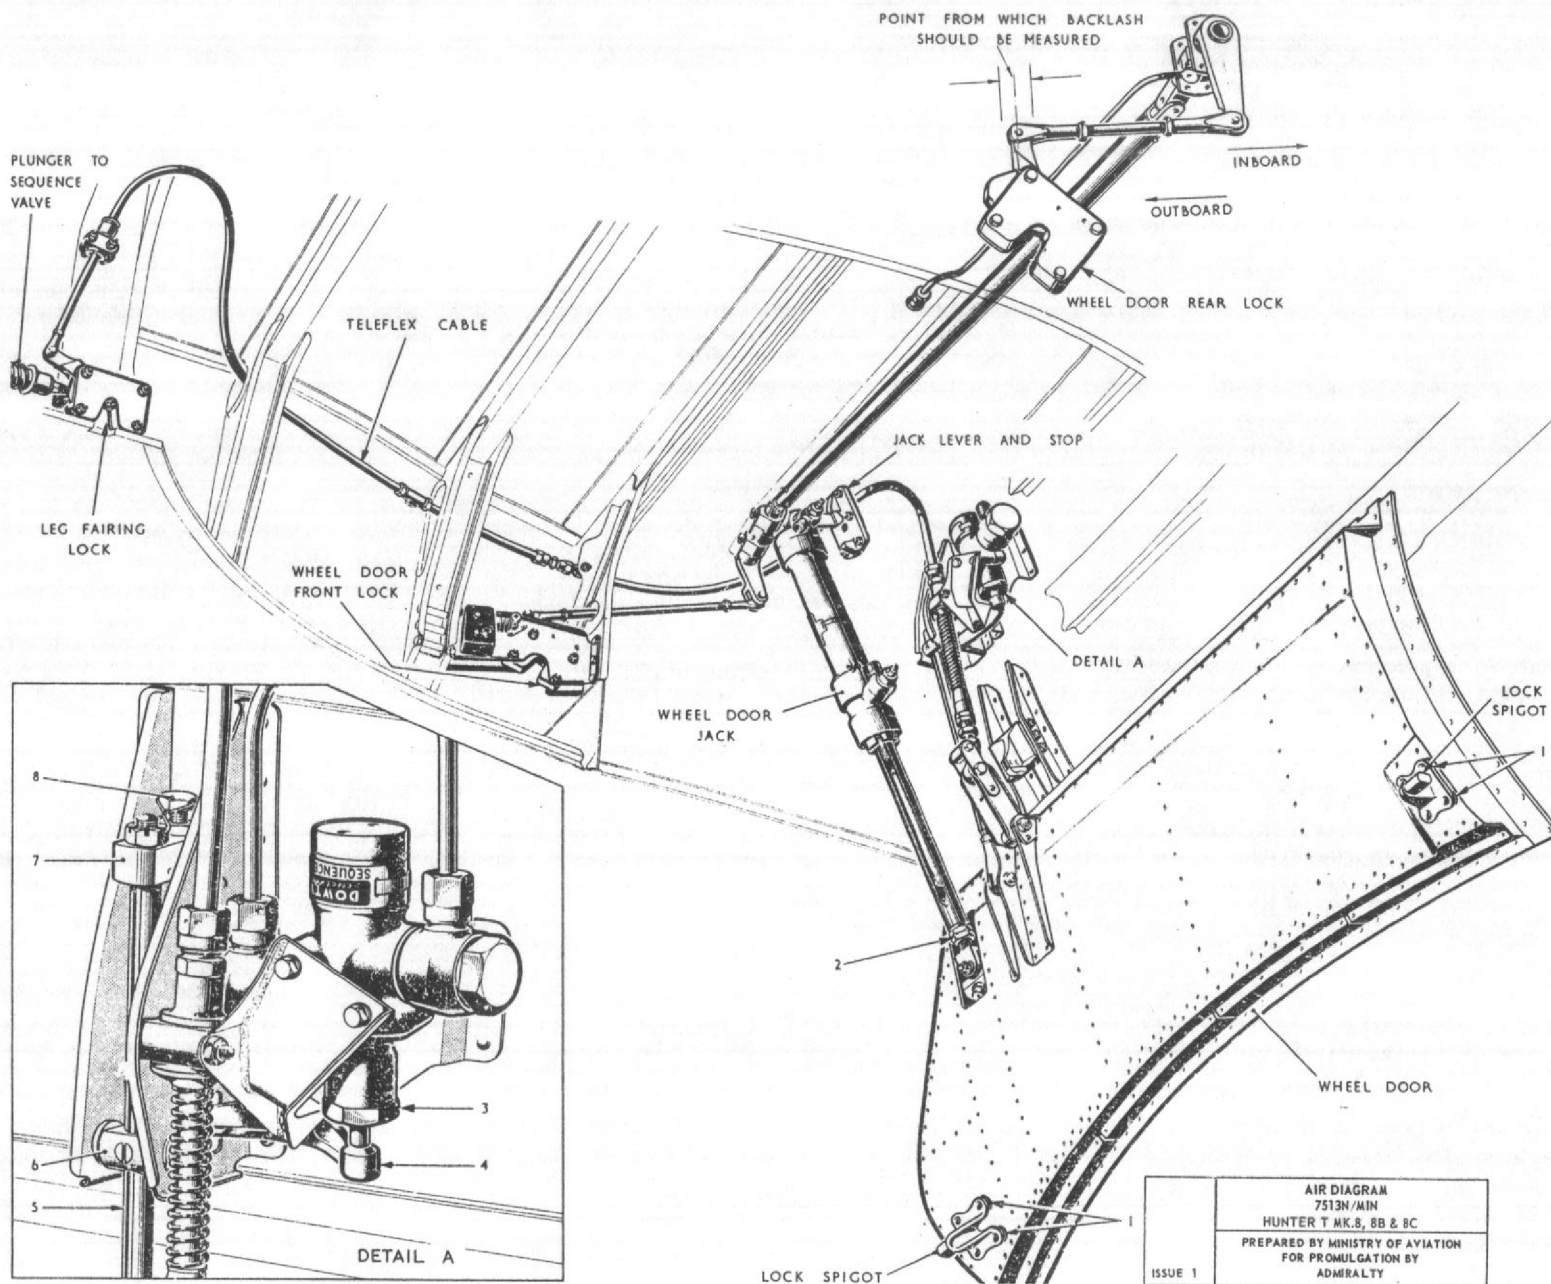 POINT FROM WHICH BACKLASH
SHOULD BE MEASURED
INBOARD
OUTBOARD
PLUNGER TO
SEQUENCE
VALVE
WHEEL DOOR REAR LOCK
TELEFLEX CABLE
JACK LEVER AND STOP
LEG FAIRING
LOCK
WHEEL DOOR
FRONT LOCK
DETAIL A
WHEEL DOOR
JACK
LOCK
SPIGOT
1
8
7
DOWTY
SEQUENCE
2
3
4
6
5
DETAIL A
WHEEL DOOR
1
LOCK SPIGOT
ISSUE 1
AIR DIAGRAM
7513N/MIN
HUNTER T MK.8, 8B & 8C
PREPARED BY MINISTRY OF AVIATION
FOR PROMULGATION BY
ADMIRALTY